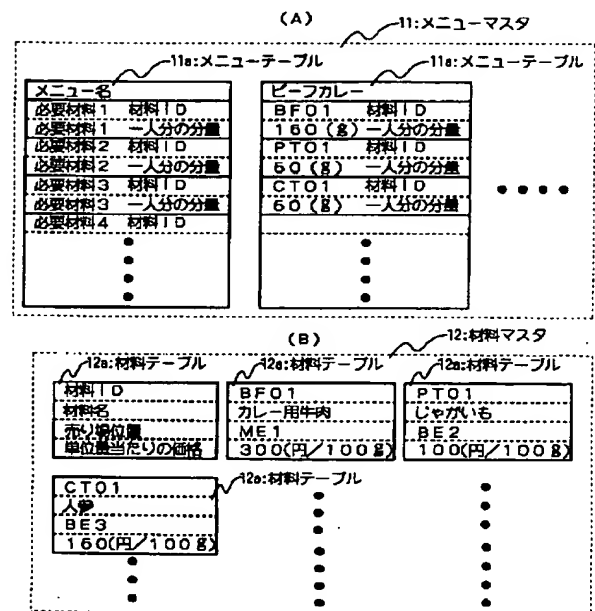 (A)
11:メニューマスタ
11a:メニューテーブル
11a:メニューテーブル
メニュー名
必要材料1 材料ID
必要材料1 一人分の分量
必要材料2 材料ID
必要材料2 一人分の分量
必要材料3 材料ID
必要材料3 一人分の分量
必要材料4 材料ID
ビーフカレー
BF01 材料ID
160(g) 一人分の分量
PT01 材料ID
60(g) 一人分の分量
CT01 材料ID
60(g) 一人分の分量
(B)
12:材料マスタ
12a:材料テーブル
12a:材料テーブル
12a:材料テーブル
材料ID
材料名
売り場位置
単位量当たりの価格
BF01
カレー用牛肉
ME1
300(円/100g)
PT01
じゃがいも
BE2
100(円/100g)
12a:材料テーブル
CT01
人参
BE3
160(円/100g)